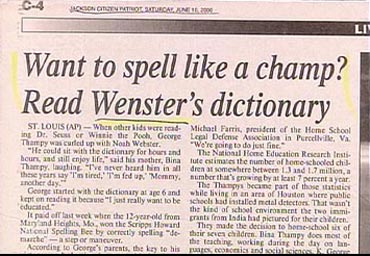 C-4
JACKSON CITIZEN PATRIOT, SATURDAY, JUNE 10, 2000
LI
Want to spell like a champ?
Read Wenster's dictionary
ST. LOUIS (AP) — When other kids were read-
ing Dr. Seuss or Winnie the Pooh, George
Thampy was curled up with Noah Webster.
"He could sit with the dictionary for hours and
hours, and still enjoy life," said his mother, Bina
Thampy, laughing. "I've never heard him in all
these years say 'I'm tired,' 'I'm fed up,' 'Mommy,
another day.'"
George started with the dictionary at age 6 and
kept on reading it because "I just really want to be
educated."
It paid off last week when the 12-year-old from
Maryland Heights, Mo., won the Scripps Howard
National Spelling Bee by correctly spelling "de-
marche" — a step or maneuver.
According to George's parents, the key to his
Michael Farris, president of the Home School
Legal Defense Association in Purcellville, Va.
"We're going to do just fine."
The National Home Education Research Insti-
tute estimates the number of home-schooled chil-
dren at somewhere between 1.3 and 1.7 million, a
number that's growing by at least 7 percent a year.
The Thampys became part of those statistics
while living in an area of Houston where public
schools had installed metal detectors. That wasn't
the kind of school environment the two immi-
grants from India had pictured for their children.
They made the decision to home-school six of
their seven children. Bina Thampy does most of
the teaching, working during the day on lan-
guages, economics and social sciences. K. George